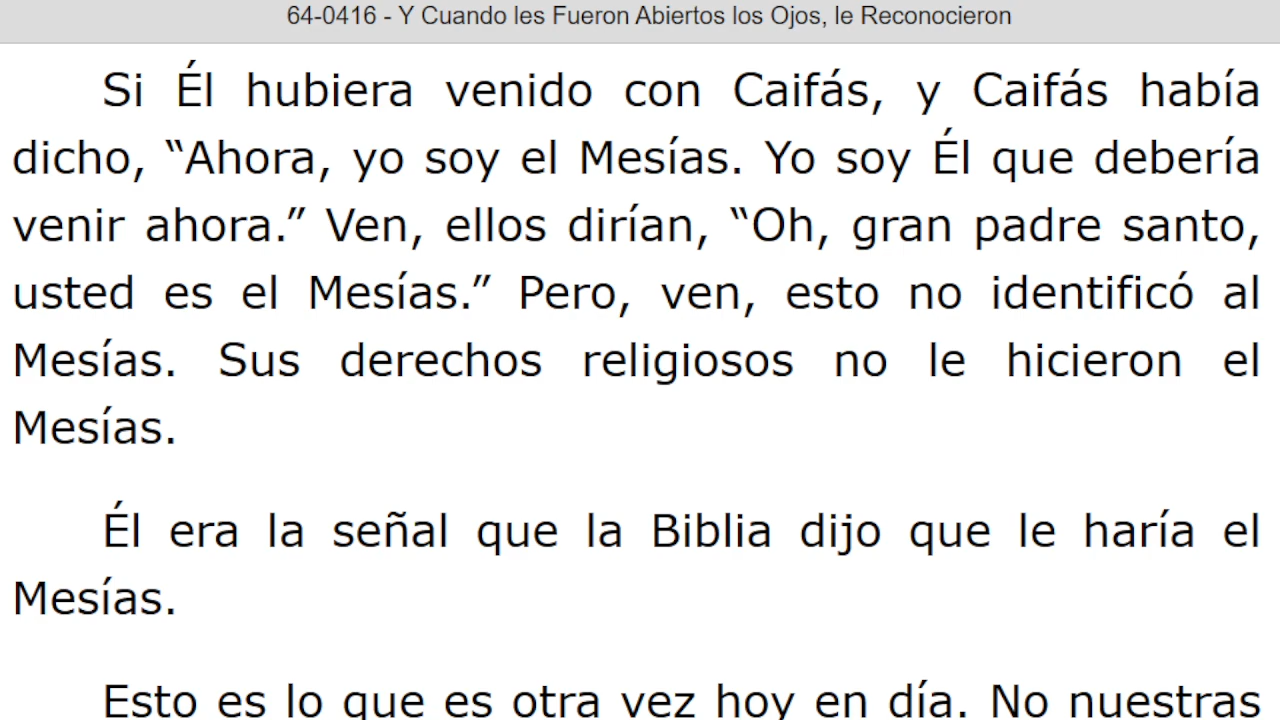 64-0416 - Y Cuando les Fueron Abiertos los Ojos, le Reconocieron
Si Él hubiera venido con Caifás, y Caifás había
dicho, “Ahora, yo soy el Mesías. Yo soy Él que debería
venir ahora.” Ven, ellos dirían, “Oh, gran padre santo,
usted es el Mesías.” Pero, ven, esto no identificó al
Mesías. Sus derechos religiosos no le hicieron el
Mesías.
Él era la señal que la Biblia dijo que le haría el
Mesías.
Esto es lo que es otra vez hoy en día. No nuestras